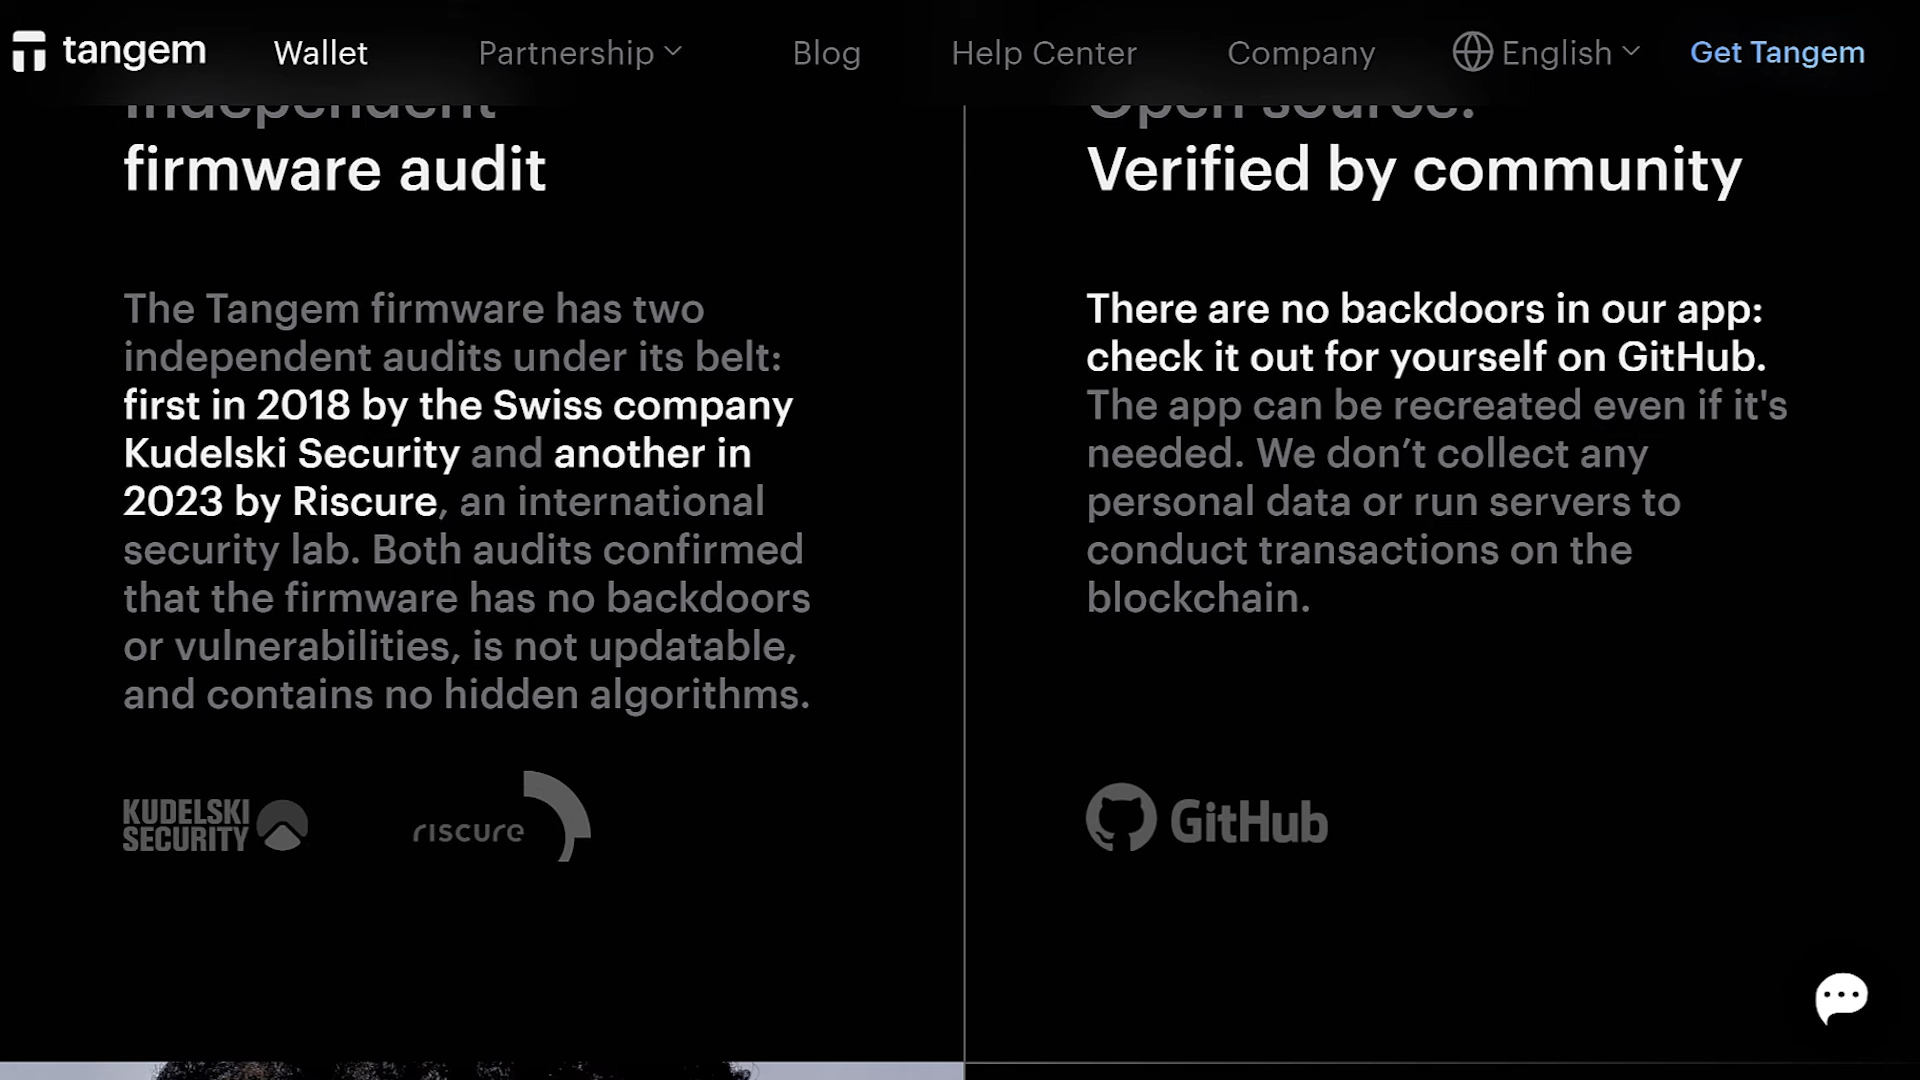 tangem
Wallet
Partnership
Blog
Help Center
Company
English
Get Tangem
Independent
firmware audit
The Tangem firmware has two
independent audits under its belt:
first in 2018 by the Swiss company
Kudelski Security and another in
2023 by Riscure, an international
security lab. Both audits confirmed
that the firmware has no backdoors
or vulnerabilities, is not updatable,
and contains no hidden algorithms.
KUDELSKI
SECURITY
riscure
Open source.
Verified by community
There are no backdoors in our app:
check it out for yourself on GitHub.
The app can be recreated even if it's
needed. We don’t collect any
personal data or run servers to
conduct transactions on the
blockchain.
GitHub